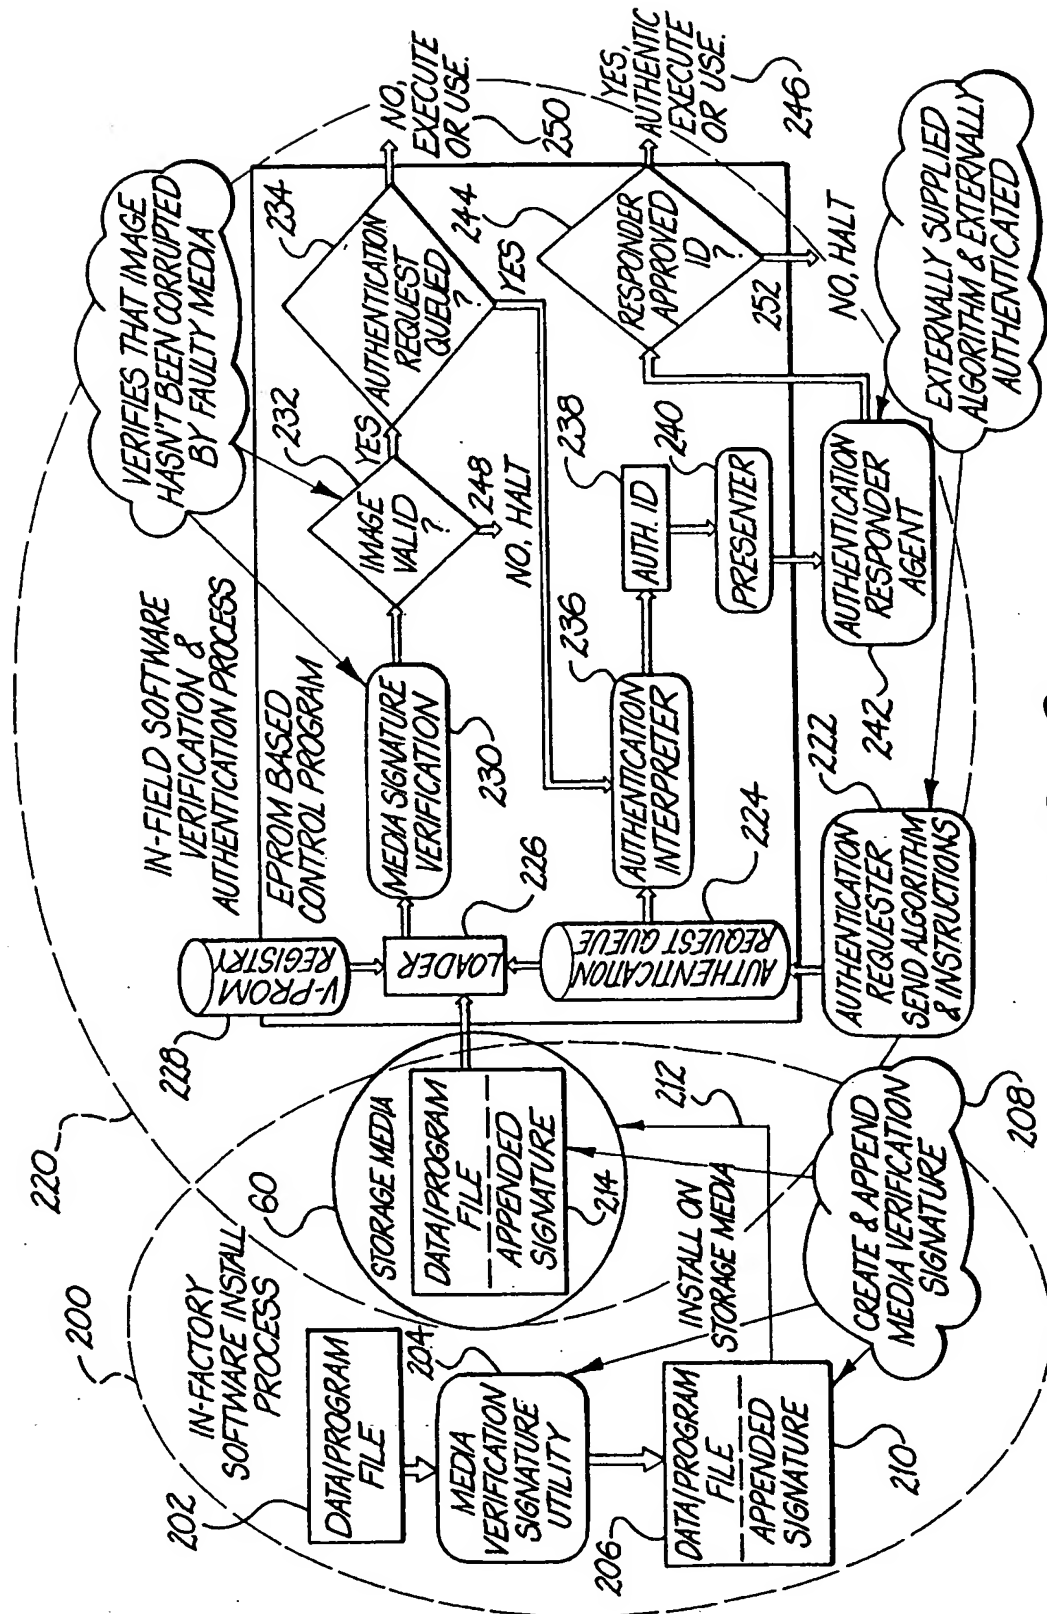 200
220
IN-FACTORY
SOFTWARE INSTALL
PROCESS
202
DATA/PROGRAM
FILE
204
MEDIA
VERIFICATION
SIGNATURE
UTILITY
206
DATA/PROGRAM
FILE
APPENDED
SIGNATURE
210
INSTALL ON
STORAGE MEDIA
212
CREATE & APPEND
MEDIA VERIFICATION
SIGNATURE
208
60
STORAGE MEDIA
DATA/PROGRAM
FILE
APPENDED
SIGNATURE
214
IN-FIELD SOFTWARE
VERIFICATION &
AUTHENTICATION PROCESS
EPROM BASED
CONTROL PROGRAM
228
V-PROM
REGISTRY
LOADER
226
AUTHENTICATION
REQUEST QUEUE
224
AUTHENTICATION
REQUESTER
SEND ALGORITHM
& INSTRUCTIONS
222
MEDIA SIGNATURE
VERIFICATION
230
VERIFIES THAT IMAGE
HASN'T BEEN CORRUPTED
BY FAULTY MEDIA
232
IMAGE
VALID
?
YES
248
NO, HALT
234
AUTHENTICATION
REQUEST
QUEUED
?
YES
NO,
EXECUTE
OR USE.
250
AUTHENTICATION
INTERPRETER
236
AUTH. ID
238
PRESENTER
240
AUTHENTICATION
RESPONDER
AGENT
242
244
RESPONDER
APPROVED
ID
?
YES,
AUTHENTIC
/EXECUTE
OR USE.
246
252
NO, HALT
EXTERNALLY SUPPLIED
ALGORITHM & EXTERNALLY
AUTHENTICATED